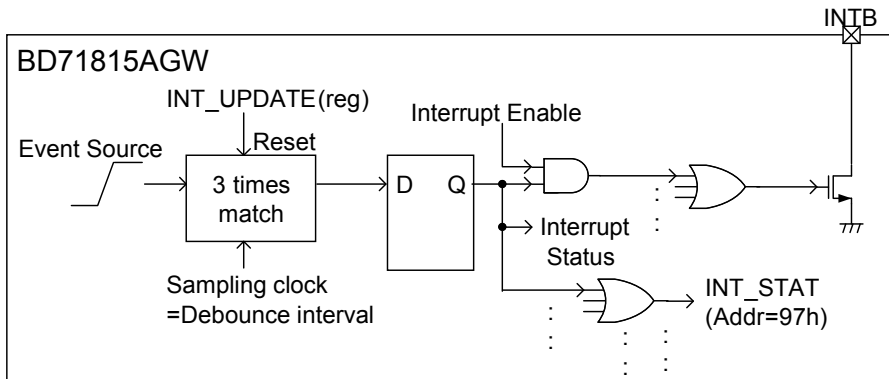 INTB
BD71815AGW
INT_UPDATE(reg)
Interrupt Enable
Event Source
Reset
3 times
match
D
Q
Interrupt
Status
Sampling clock
=Debounce interval
INT_STAT
(Addr=97h)